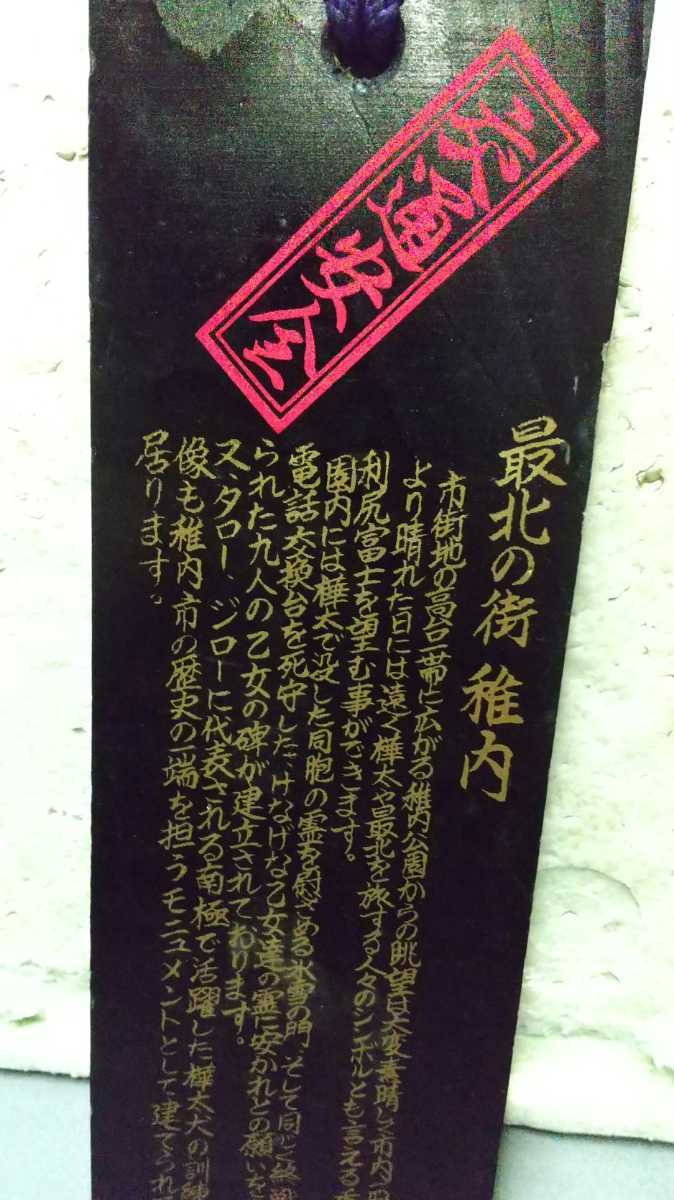 交通安全
最北の街 稚内
市街地の高台一帯に広がる稚内公園からの眺望は大変素晴しく市内
より晴れた日には遠く樺太や最北を旅する人々のシンボルとも言える
利尻富士を望む事ができます。
園内には樺太で没した同胞の霊を慰さめる氷雪の門、そして同じ
電話交換台を死守した、けなげな乙女達の霊に安かれとの願いを
られた九人の乙女の碑が建立されております。
又、タロー、ジローに代表される南極で活躍した樺太犬の訓練
像も稚内市の歴史の一端を担うモニュメントとして建てられ
居ります。